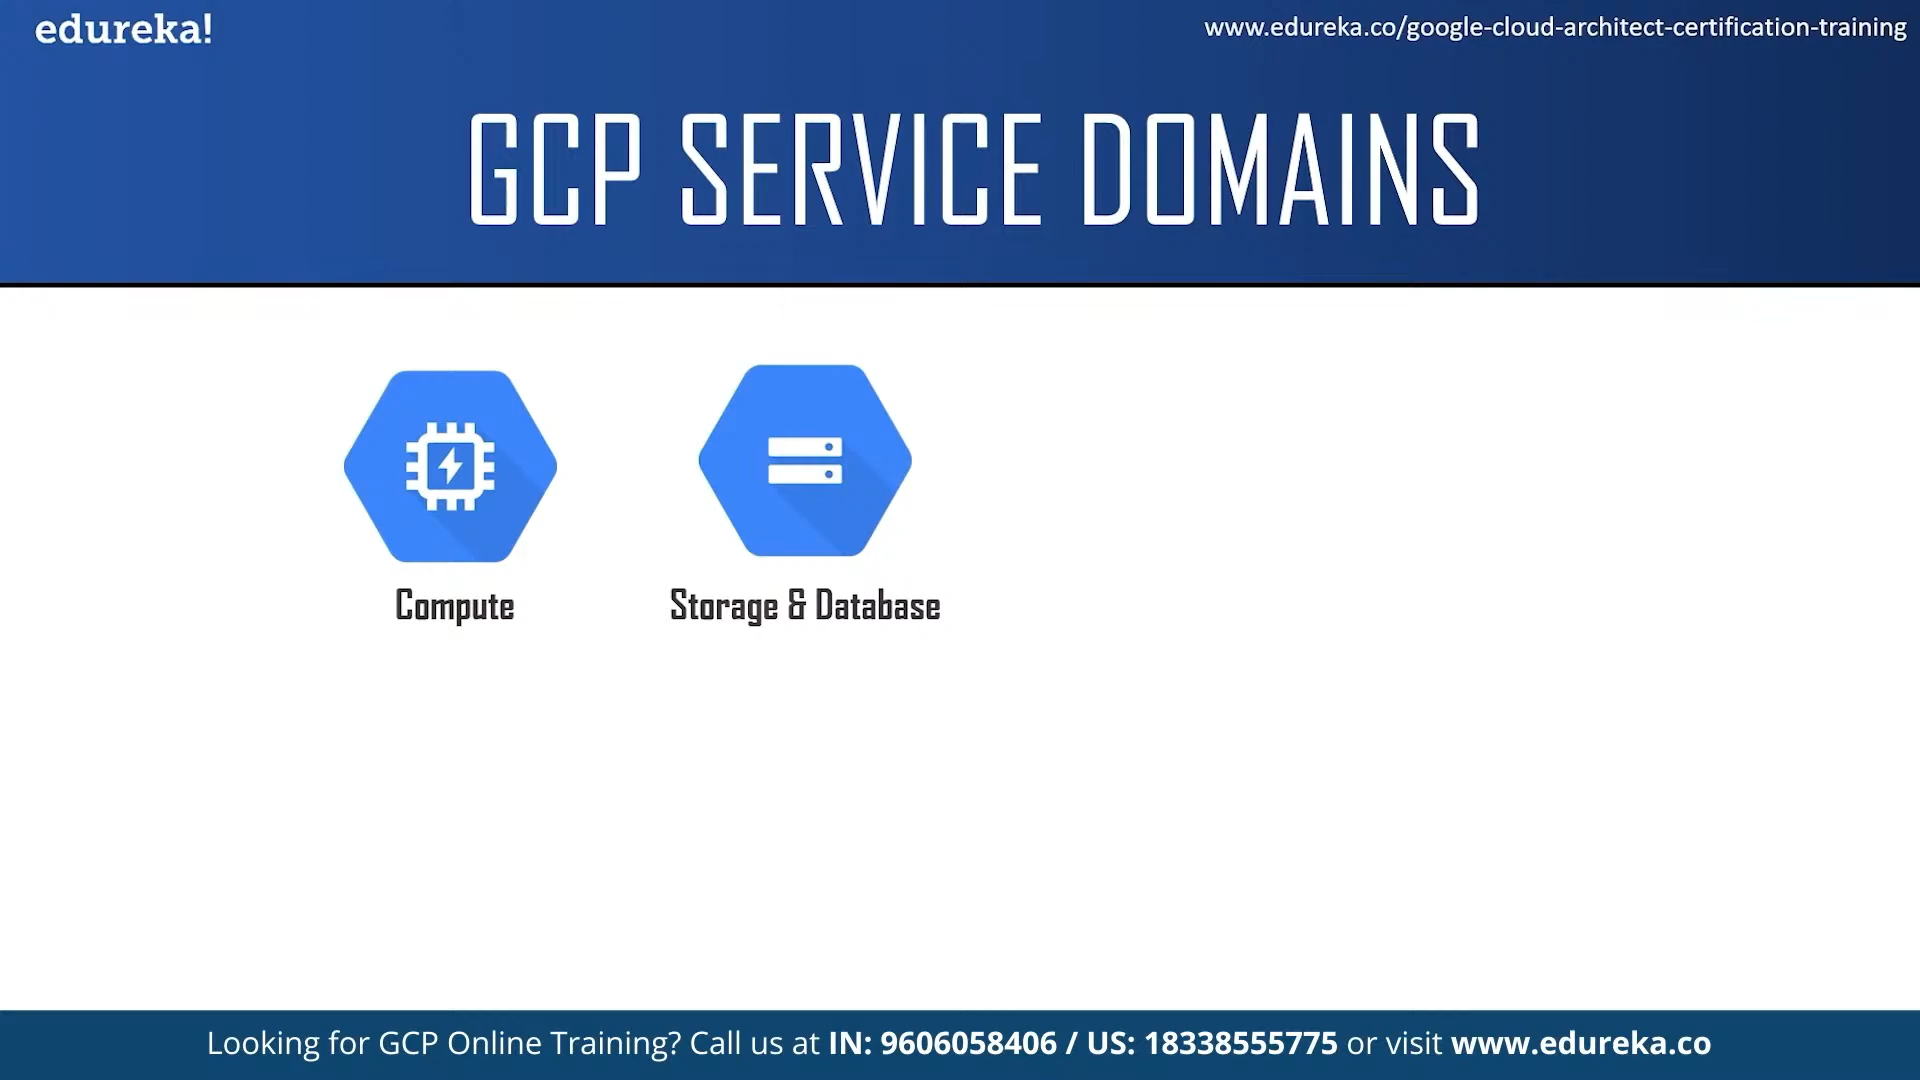 edureka!
www.edureka.co/google-cloud-architect-certification-training
GCP SERVICE DOMAINS
Compute
Storage & Database
Looking for GCP Online Training? Call us at IN: 9606058406 / US: 18338555775 or visit www.edureka.co